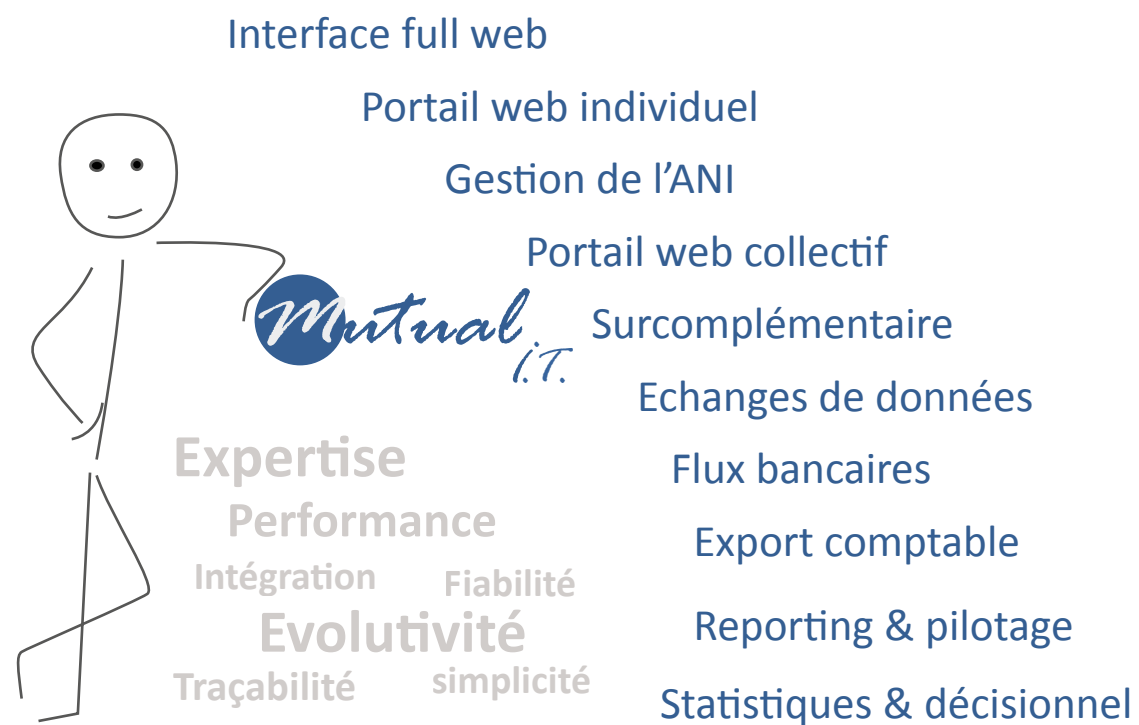 Interface full web
Portail web individuel
Gestion de l’ANI
Portail web collectif
Mutual
i.T.
Surcomplémentaire
Echanges de données
Expertise
Flux bancaires
Performance
Export comptable
Intégration
Fiabilité
Evolutivité
Reporting & pilotage
Traçabilité
simplicité
Statistiques & décisionnel